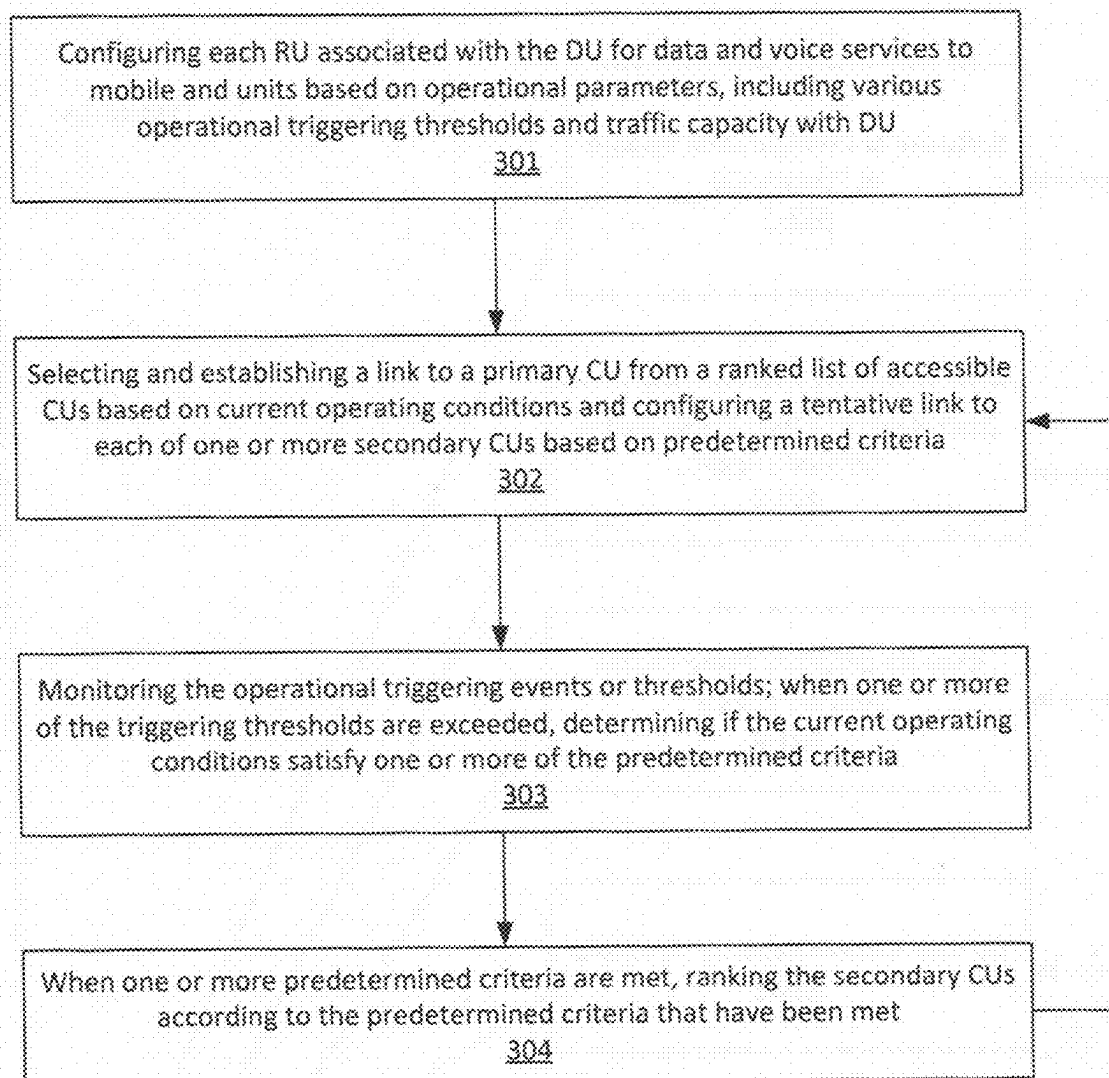 Configuring each RU associated with the DU for data and voice services to
mobile and units based on operational parameters, including various
operational triggering thresholds and traffic capacity with DU
301
Selecting and establishing a link to a primary CU from a ranked list of accessible
CUs based on current operating conditions and configuring a tentative link to
each of one or more secondary CUs based on predetermined criteria
302
Monitoring the operational triggering events or thresholds; when one or more
of the triggering thresholds are exceeded, determining if the current operating
conditions satisfy one or more of the predetermined criteria
303
When one or more predetermined criteria are met, ranking the secondary CUs
according to the predetermined criteria that have been met
304